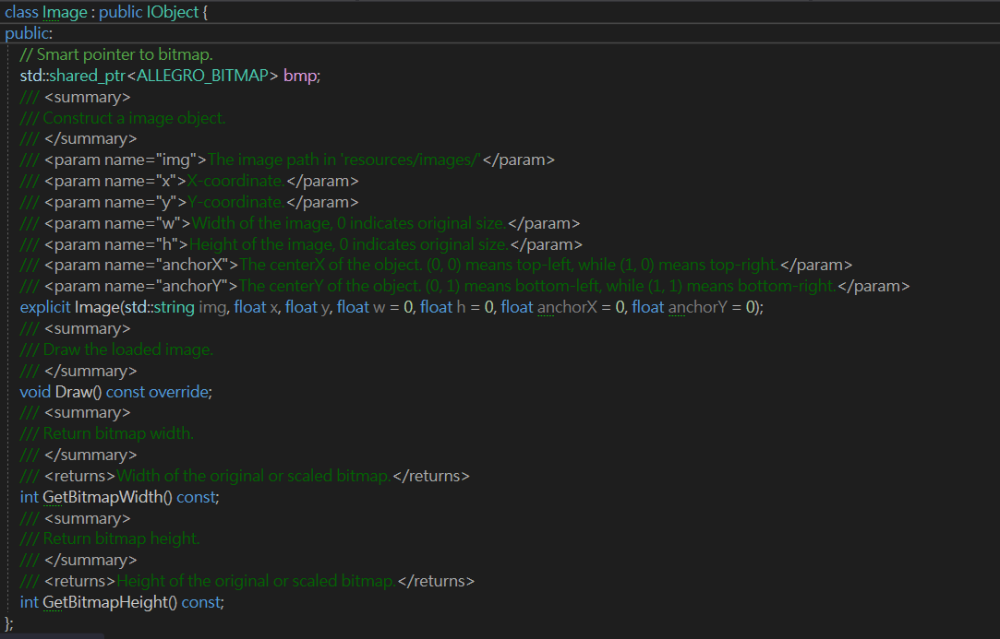 class Image : public IObject {
public:
// Smart pointer to bitmap.
std::shared_ptr<ALLEGRO_BITMAP> bmp;
/// <summary>
/// Construct a image object.
/// </summary>
/// <param name="img">The image path in 'resources/images/'</param>
/// <param name="x">X-coordinate.</param>
/// <param name="y">Y-coordinate.</param>
/// <param name="w">Width of the image, 0 indicates original size.</param>
/// <param name="h">Height of the image, 0 indicates original size.</param>
/// <param name="anchorX">The centerX of the object. (0, 0) means top-left, while (1, 0) means top-right.</param>
/// <param name="anchorY">The centerY of the object. (0, 1) means bottom-left, while (1, 1) means bottom-right.</param>
explicit Image(std::string img, float x, float y, float w = 0, float h = 0, float anchorX = 0, float anchorY = 0);
/// <summary>
/// Draw the loaded image.
/// </summary>
void Draw() const override;
/// <summary>
/// Return bitmap width.
/// </summary>
/// <returns>Width of the original or scaled bitmap.</returns>
int GetBitmapWidth() const;
/// <summary>
/// Return bitmap height.
/// </summary>
/// <returns>Height of the original or scaled bitmap.</returns>
int GetBitmapHeight() const;
};